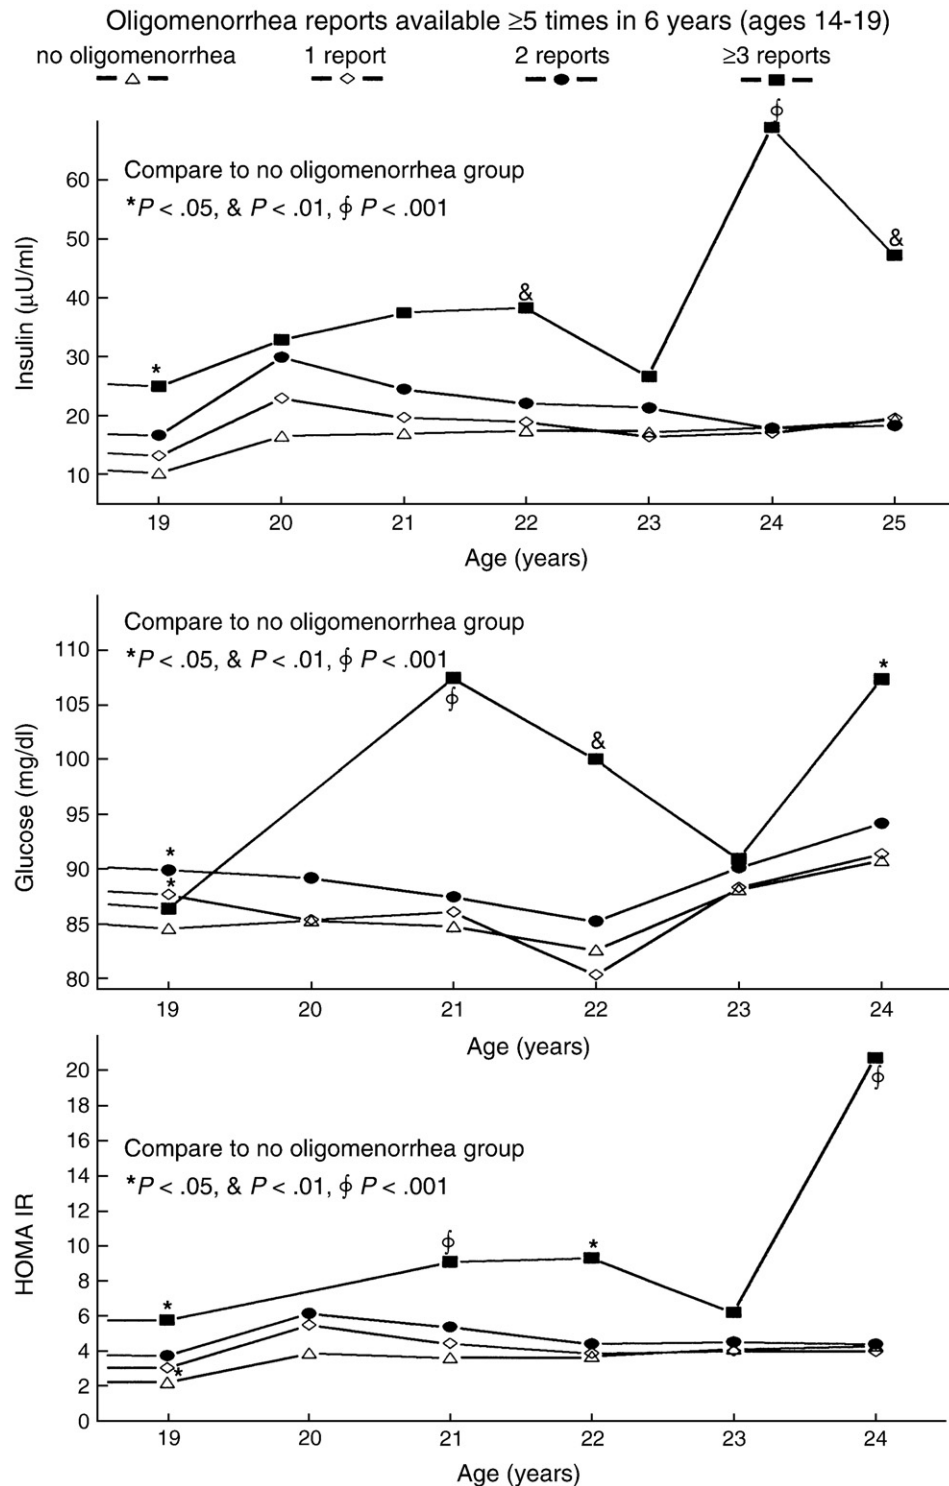 Oligomenorrhea reports available ≥5 times in 6 years (ages 14-19)
no oligomenorrhea 1 report 2 reports ≥3 reports
Compare to no oligomenorrhea group
*P < .05, & P < .01, ∮ P < .001
Insulin (μU/ml)
60
50
40
30
20
10
∮
&
&
*
19 20 21 22 23 24 25
Age (years)
Compare to no oligomenorrhea group
*P < .05, & P < .01, ∮ P < .001
Glucose (mg/dl)
110
105
100
95
90
85
80
*
∮
&
*
*
19 20 21 22 23 24
Age (years)
Compare to no oligomenorrhea group
*P < .05, & P < .01, ∮ P < .001
HOMA IR
20
18
16
14
12
10
8
6
4
2
0
∮
∮
*
*
*
19 20 21 22 23 24
Age (years)